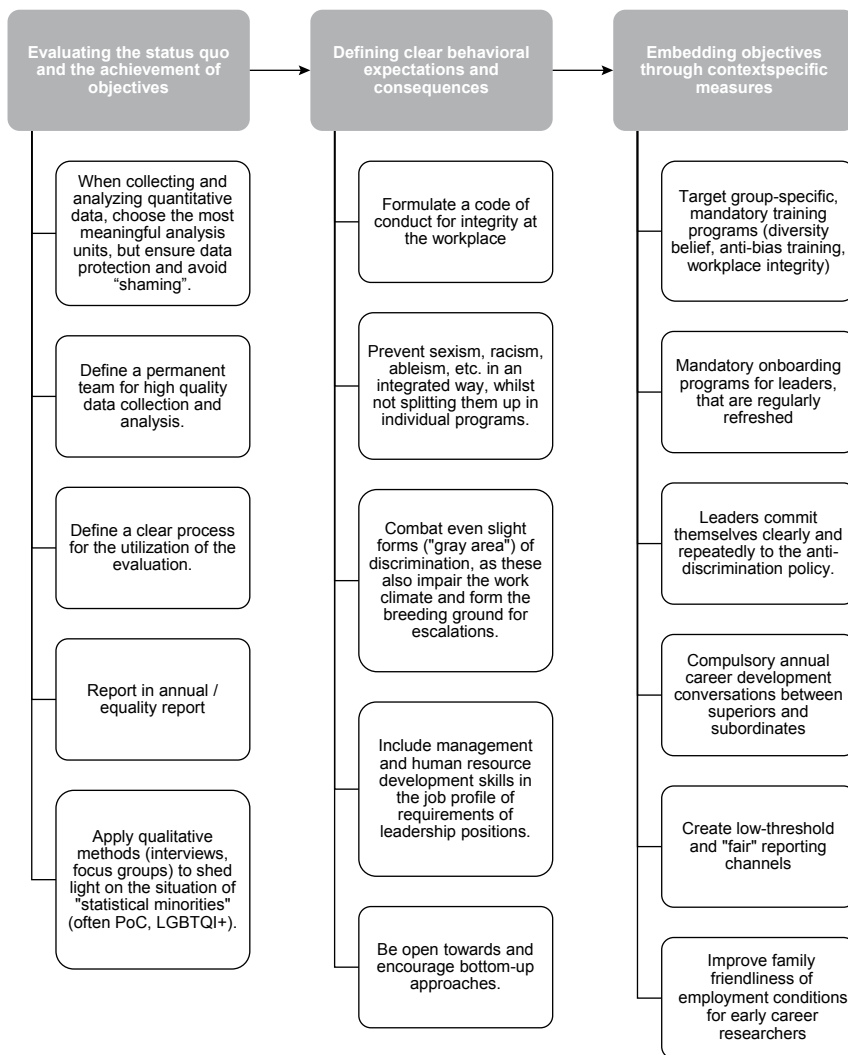 Evaluating the status quo
and the achievement of
objectives
When collecting and
analyzing quantitative
data, choose the most
meaningful analysis
units, but ensure data
protection and avoid
“shaming”.
Define a permanent
team for high quality
data collection and
analysis.
Define a clear process
for the utilization of the
evaluation.
Report in annual /
equality report
Apply qualitative
methods (interviews,
focus groups) to shed
light on the situation of
"statistical minorities"
(often PoC, LGBTQI+).
Defining clear behavioral
expectations and
consequences
Formulate a code of
conduct for integrity at
the workplace
Prevent sexism, racism,
ableism, etc. in an
integrated way, whilst
not splitting them up in
individual programs.
Combat even slight
forms ("gray area") of
discrimination, as these
also impair the work
climate and form the
breeding ground for
escalations.
Include management
and human resource
development skills in
the job profile of
requirements of
leadership positions.
Be open towards and
encourage bottom-up
approaches.
Embedding objectives
through contextspecific
measures
Target group-specific,
mandatory training
programs (diversity
belief, anti-bias training,
workplace integrity)
Mandatory onboarding
programs for leaders,
that are regularly
refreshed
Leaders commit
themselves clearly and
repeatedly to the anti-
discrimination policy.
Compulsory annual
career development
conversations between
superiors and
subordinates
Create low-threshold
and "fair" reporting
channels
Improve family
friendliness of
employment conditions
for early career
researchers